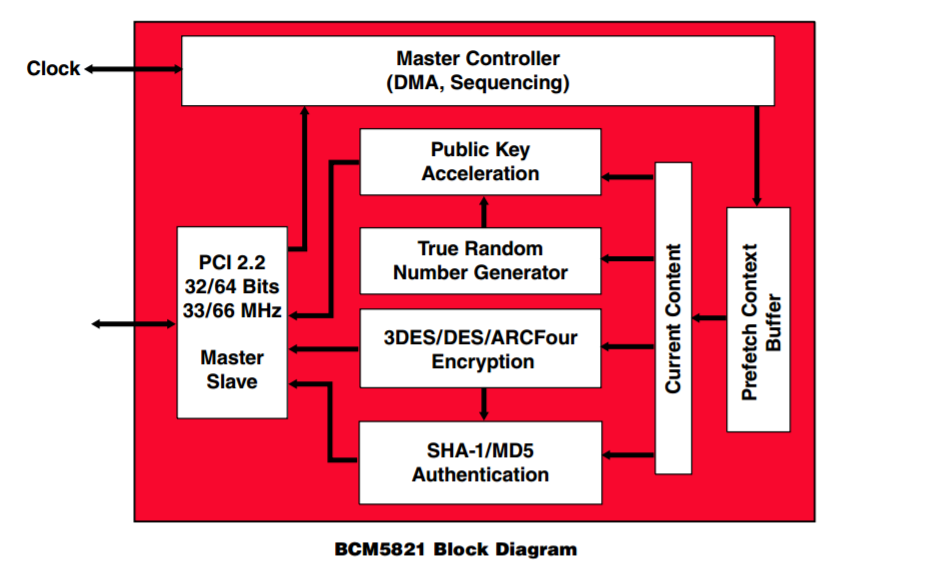 Clock
Master Controller
(DMA, Sequencing)
Public Key
Acceleration
True Random
Number Generator
PCI 2.2
32/64 Bits
33/66 MHz
Master
Slave
3DES/DES/ARCFour
Encryption
SHA-1/MD5
Authentication
Current Content
Prefetch Context
Buffer
BCM5821 Block Diagram